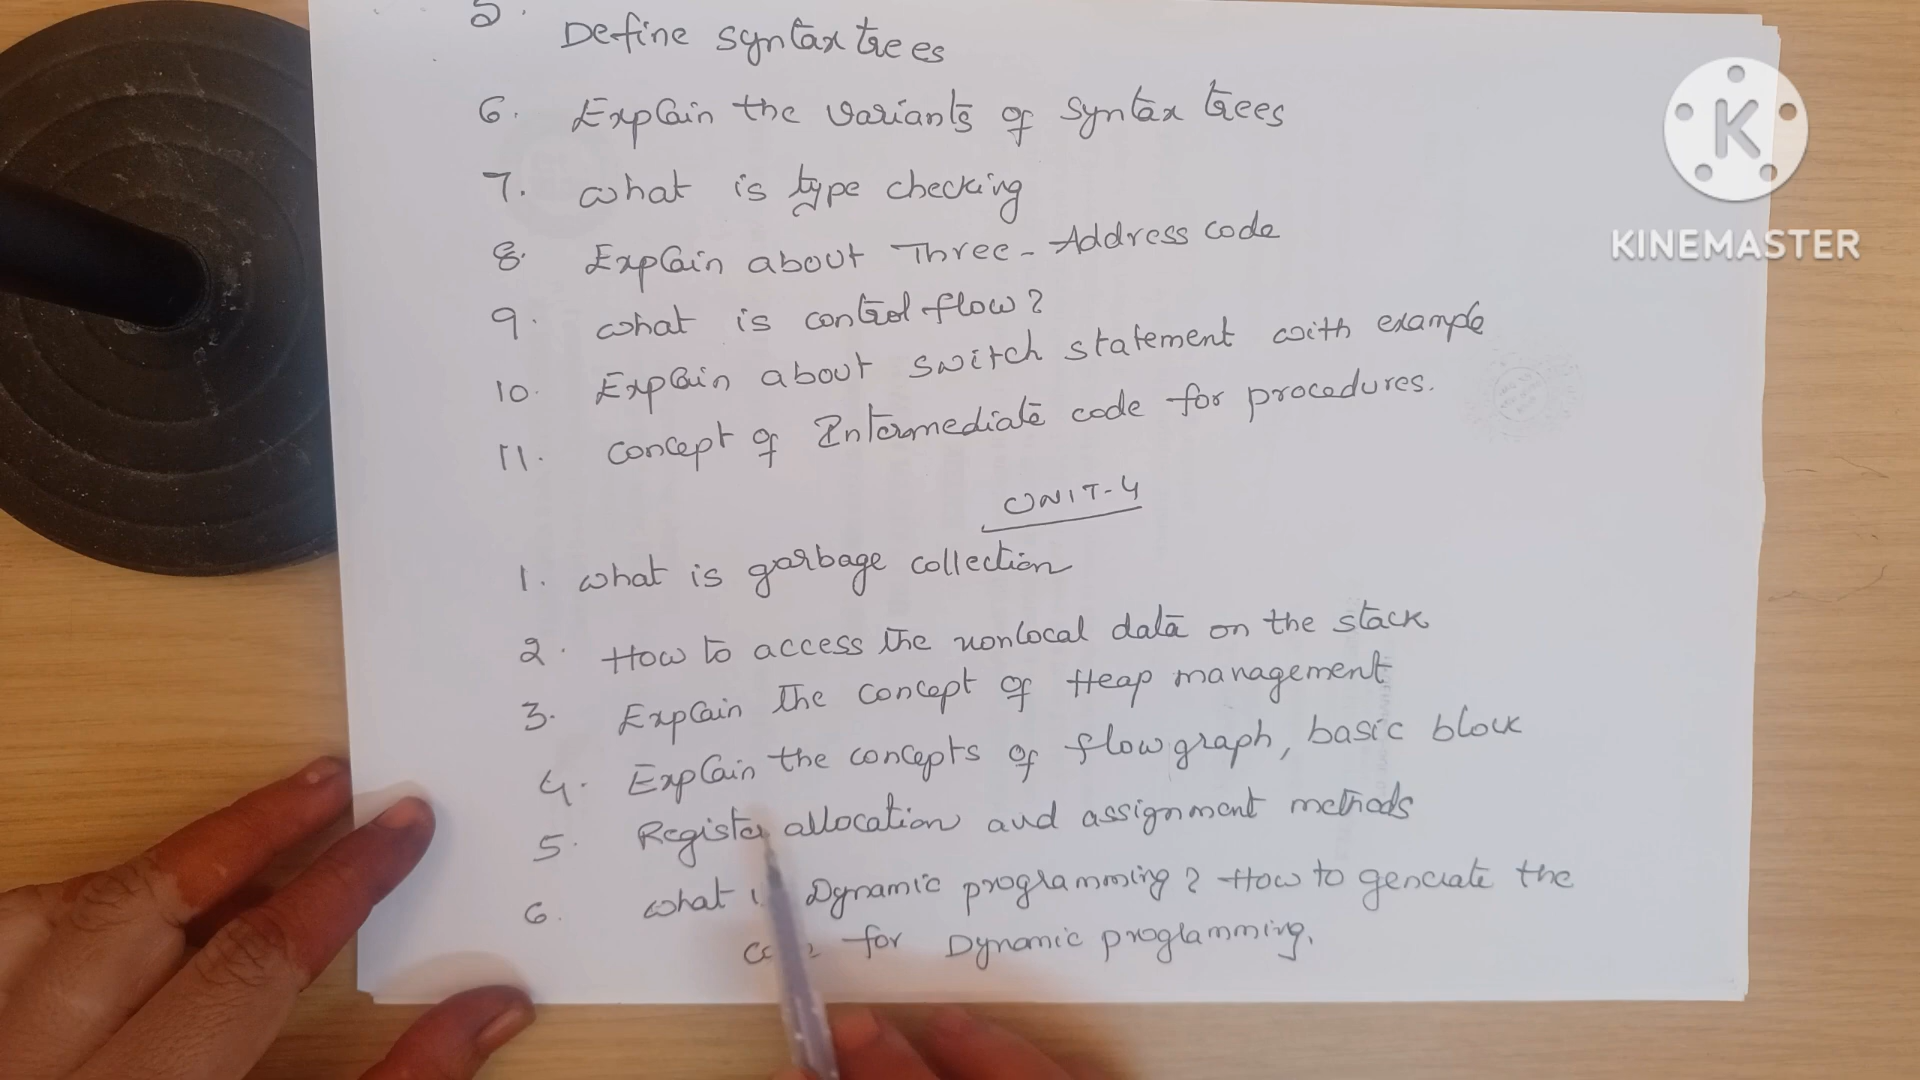 5.
Define syntax trees
6. Explain the variants of syntax trees
7. what is type checking
8. Explain about Three-Address code
9. what is control flow?
10. Explain about switch statement with example
11. concept of Intermediate code for procedures.
UNIT-4
1. what is garbage collection
2. How to access the nonlocal data on the stack
3. Explain the concept of Heap management
4. Explain the concepts of flow graph, basic block
5. Register allocation and assignment methods
6. what Dynamic programming? How to generate the
for Dynamic programming.
K
KINEMASTER